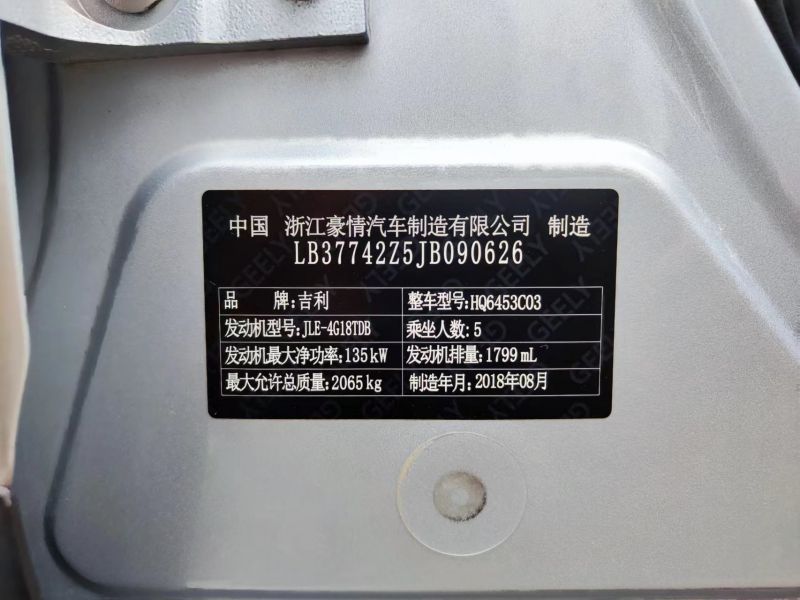 中国 浙江豪情汽车制造有限公司 制造
LB37742Z5JB090626
品 牌:吉利 整车型号:HQ6453C03
发动机型号:JLE-4G18TDB 乘坐人数:5
发动机最大净功率:135kW 发动机排量:1799mL
最大允许总质量:2065kg 制造年月:2018年08月